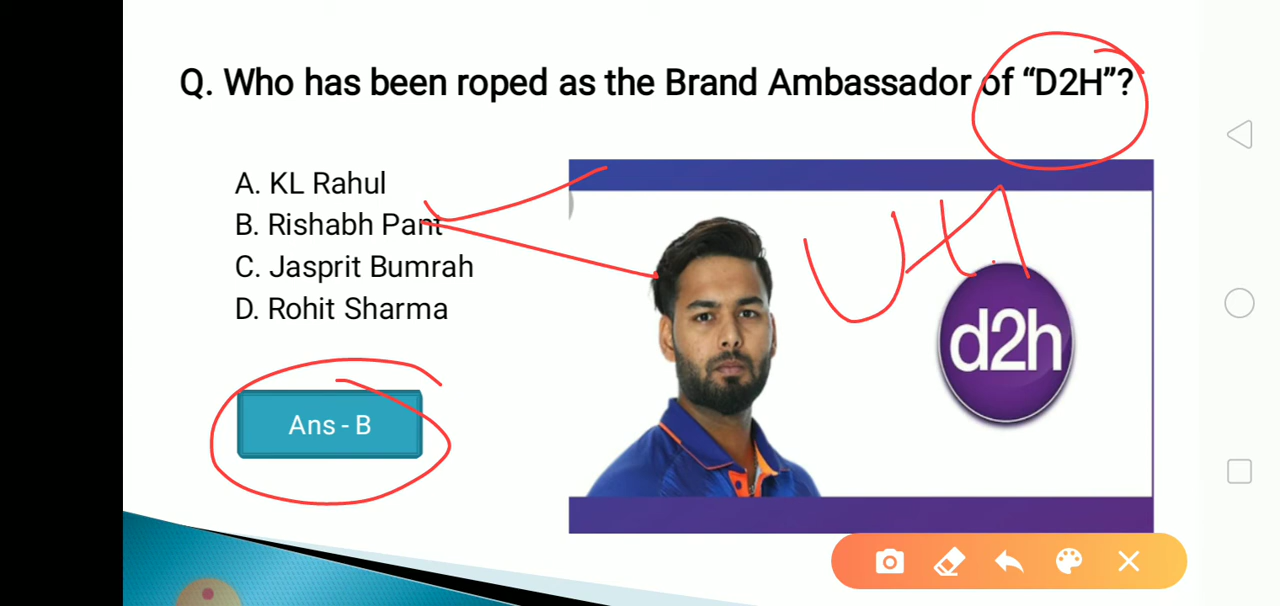 Q. Who has been roped as the Brand Ambassador of “D2H”?
A. KL Rahul
B. Rishabh Pant
C. Jasprit Bumrah
D. Rohit Sharma
d2h
Ans - B